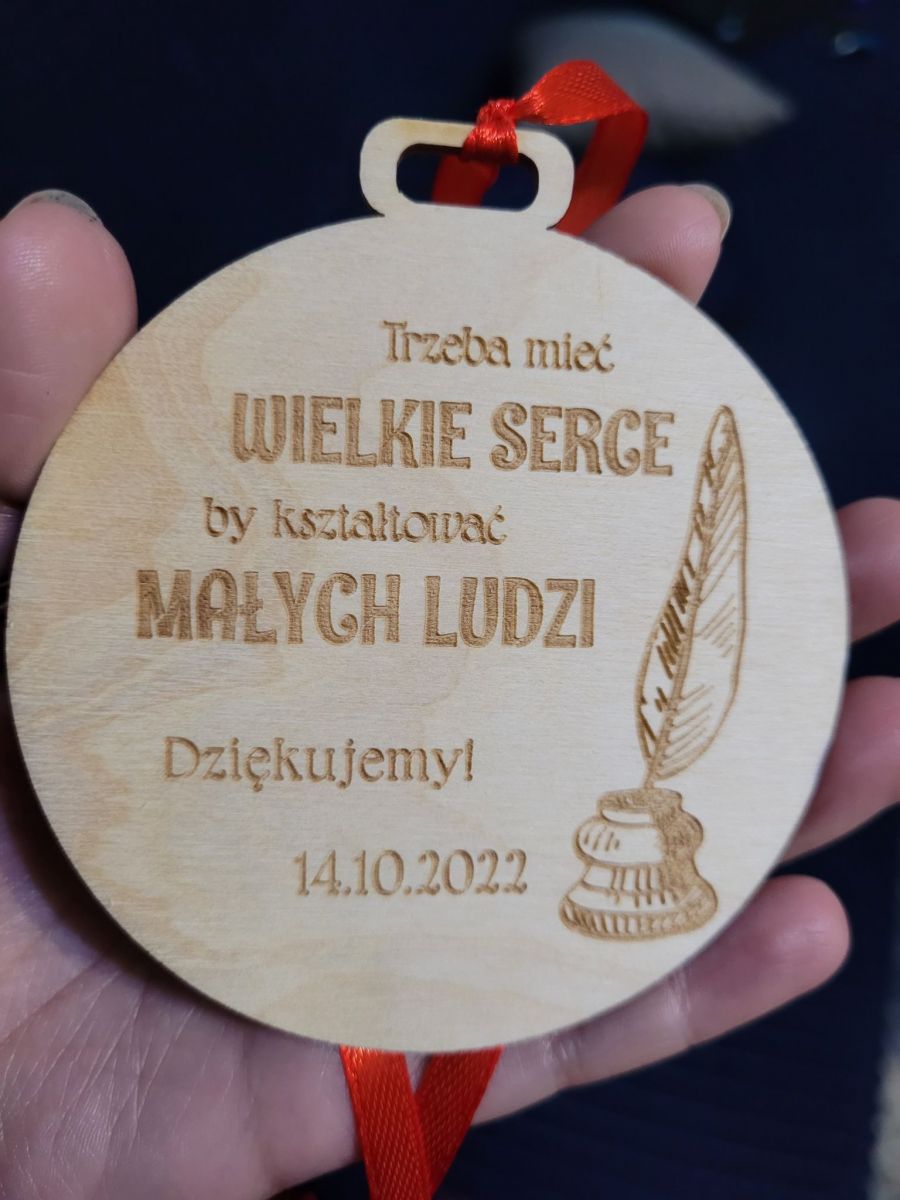 Trzeba mieć
WIELKIE SERCE
by kształtować
MAŁYCH LUDZI
Dziękujemy!
14.10.2022